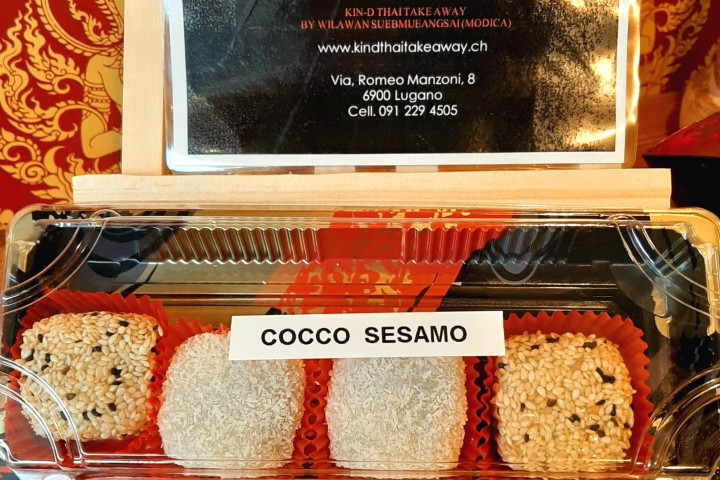 KIN-D THAI TAKE AWAY
BY WILAWAN SUEBMUEANGSAI (MODICA)
www.kindthaitakeaway.ch
Via, Romeo Manzoni, 8
6900 Lugano
Cell. 091 229 4505
COCCO SESAMO